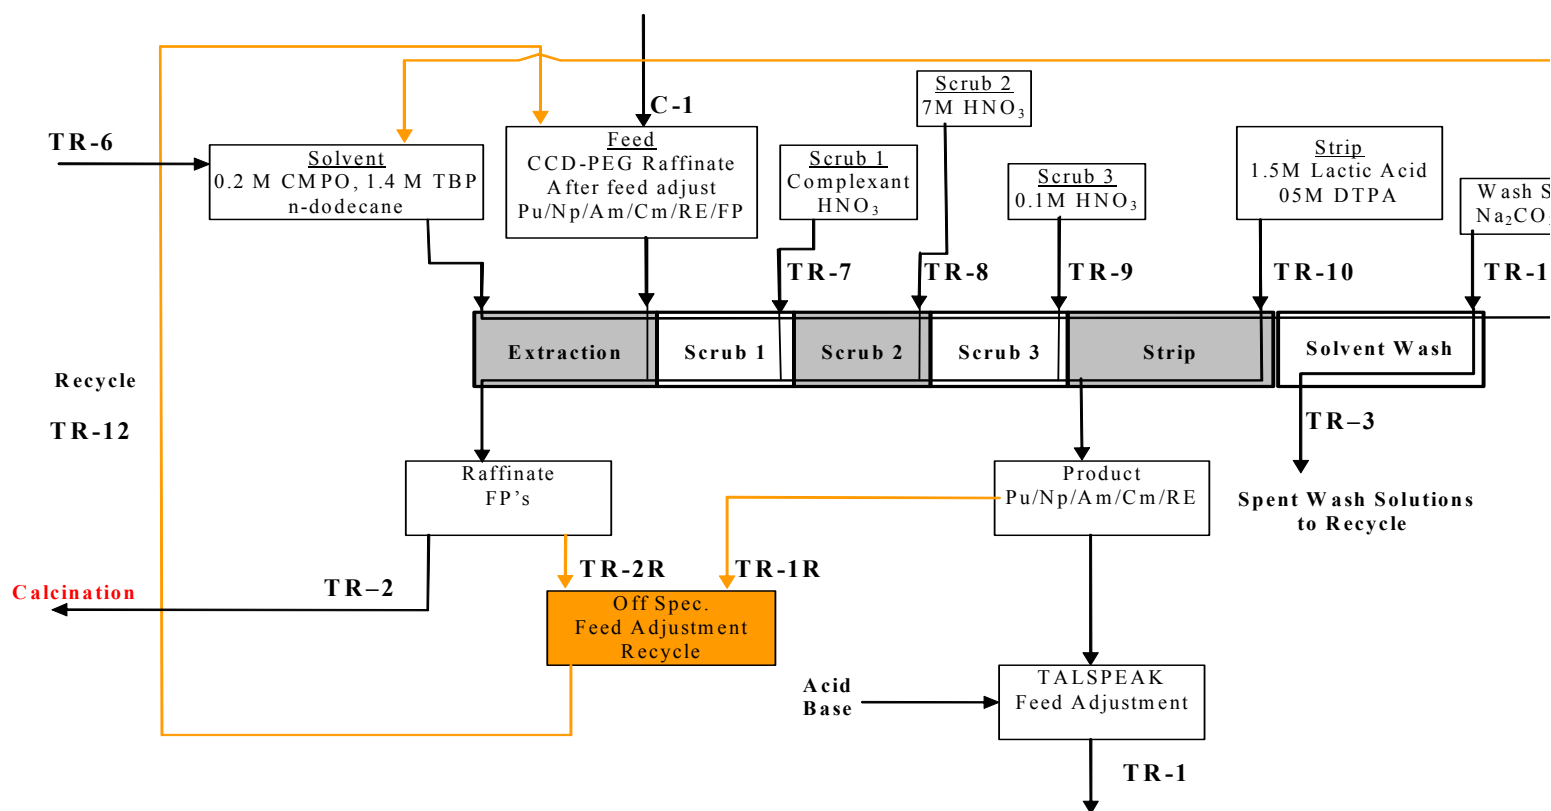 Scrub 2
7M HNO₃
C-1
TR-6
Solvent
0.2 M CMPO, 1.4 M TBP
n-dodecane
Feed
CCD-PEG Raffinate
After feed adjust
Pu/Np/Am/Cm/RE/FP
Scrub 1
Complexant
HNO₃
Scrub 3
0.1M HNO₃
Strip
1.5M Lactic Acid
05M DTPA
Wash S
Na₂CO
TR-7
TR-8
TR-9
TR-10
TR-1
Extraction
Scrub 1
Scrub 2
Scrub 3
Strip
Solvent Wash
Recycle
TR-12
TR–3
Raffinate
FP's
Product
Pu/Np/Am/Cm/RE
Spent Wash Solutions
to Recycle
TR-2R
TR-1R
TR–2
Calcination
Off Spec.
Feed Adjustment
Recycle
Acid
Base
TALSPEAK
Feed Adjustment
TR-1